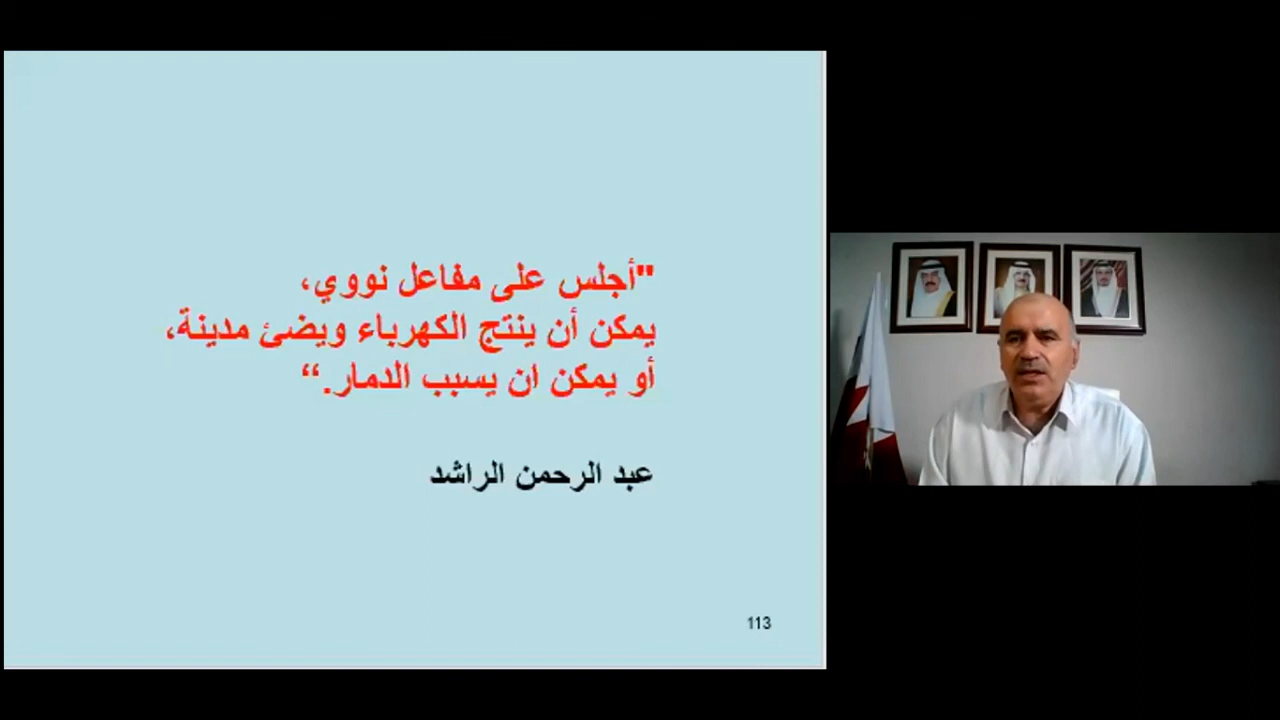 "أجلس على مفاعل نووي،
يمكن أن ينتج الكهرباء ويضئ مدينة،
أو يمكن ان يسبب الدمار.“
عبد الرحمن الراشد
113